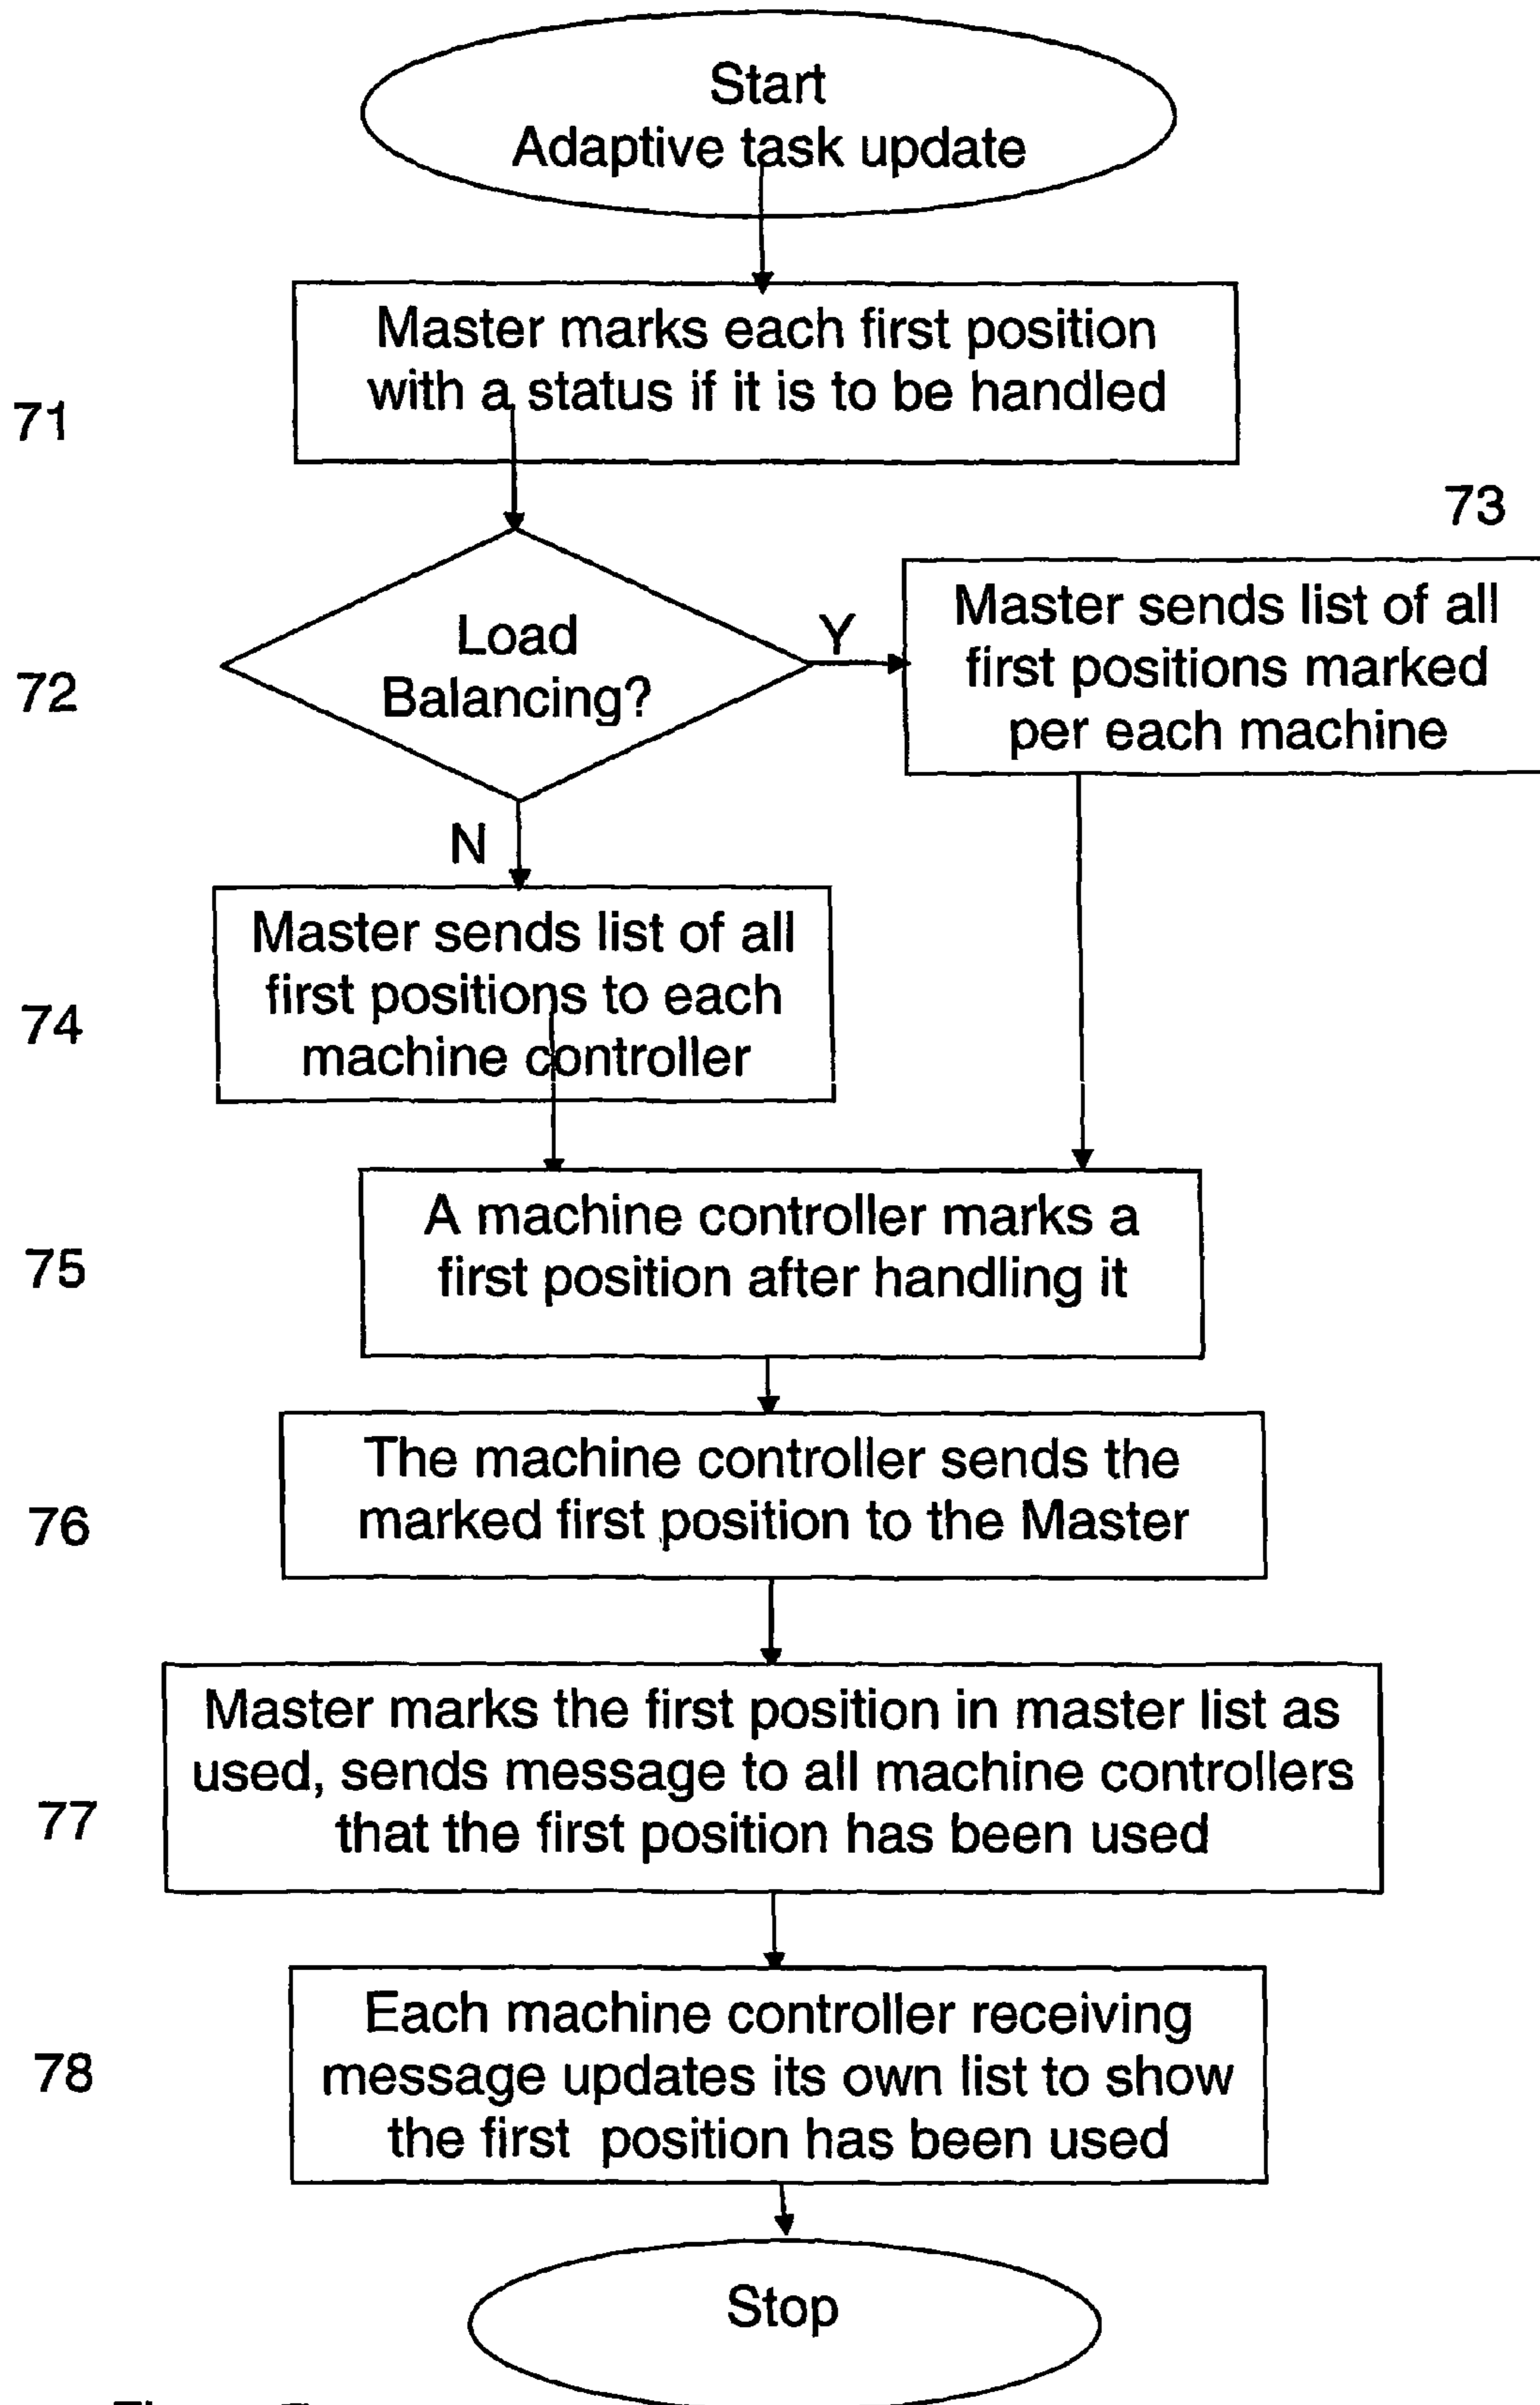 Start
Adaptive task update
Master marks each first position
with a status if it is to be handled
71
73
Load
Balancing?
Y
72
Master sends list of all
first positions marked
per each machine
N
Master sends list of all
first positions to each
machine controller
74
A machine controller marks a
first position after handling it
75
The machine controller sends the
marked first position to the Master
76
Master marks the first position in master list as
used, sends message to all machine controllers
that the first position has been used
77
Each machine controller receiving
message updates its own list to show
the first position has been used
78
Stop